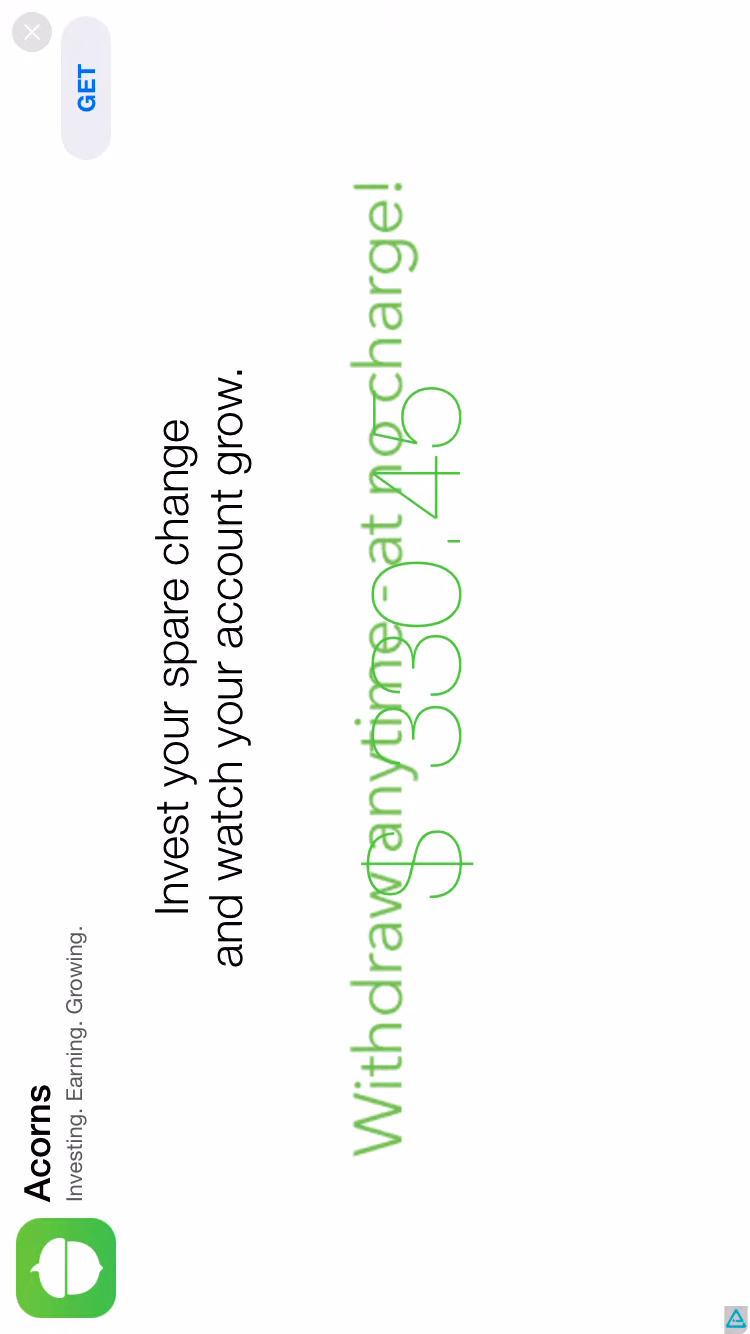 Acorns
Investing. Earning. Growing.
GET
Invest your spare change
and watch your account grow.
Withdraw anytime - at no charge!
$ 330.45